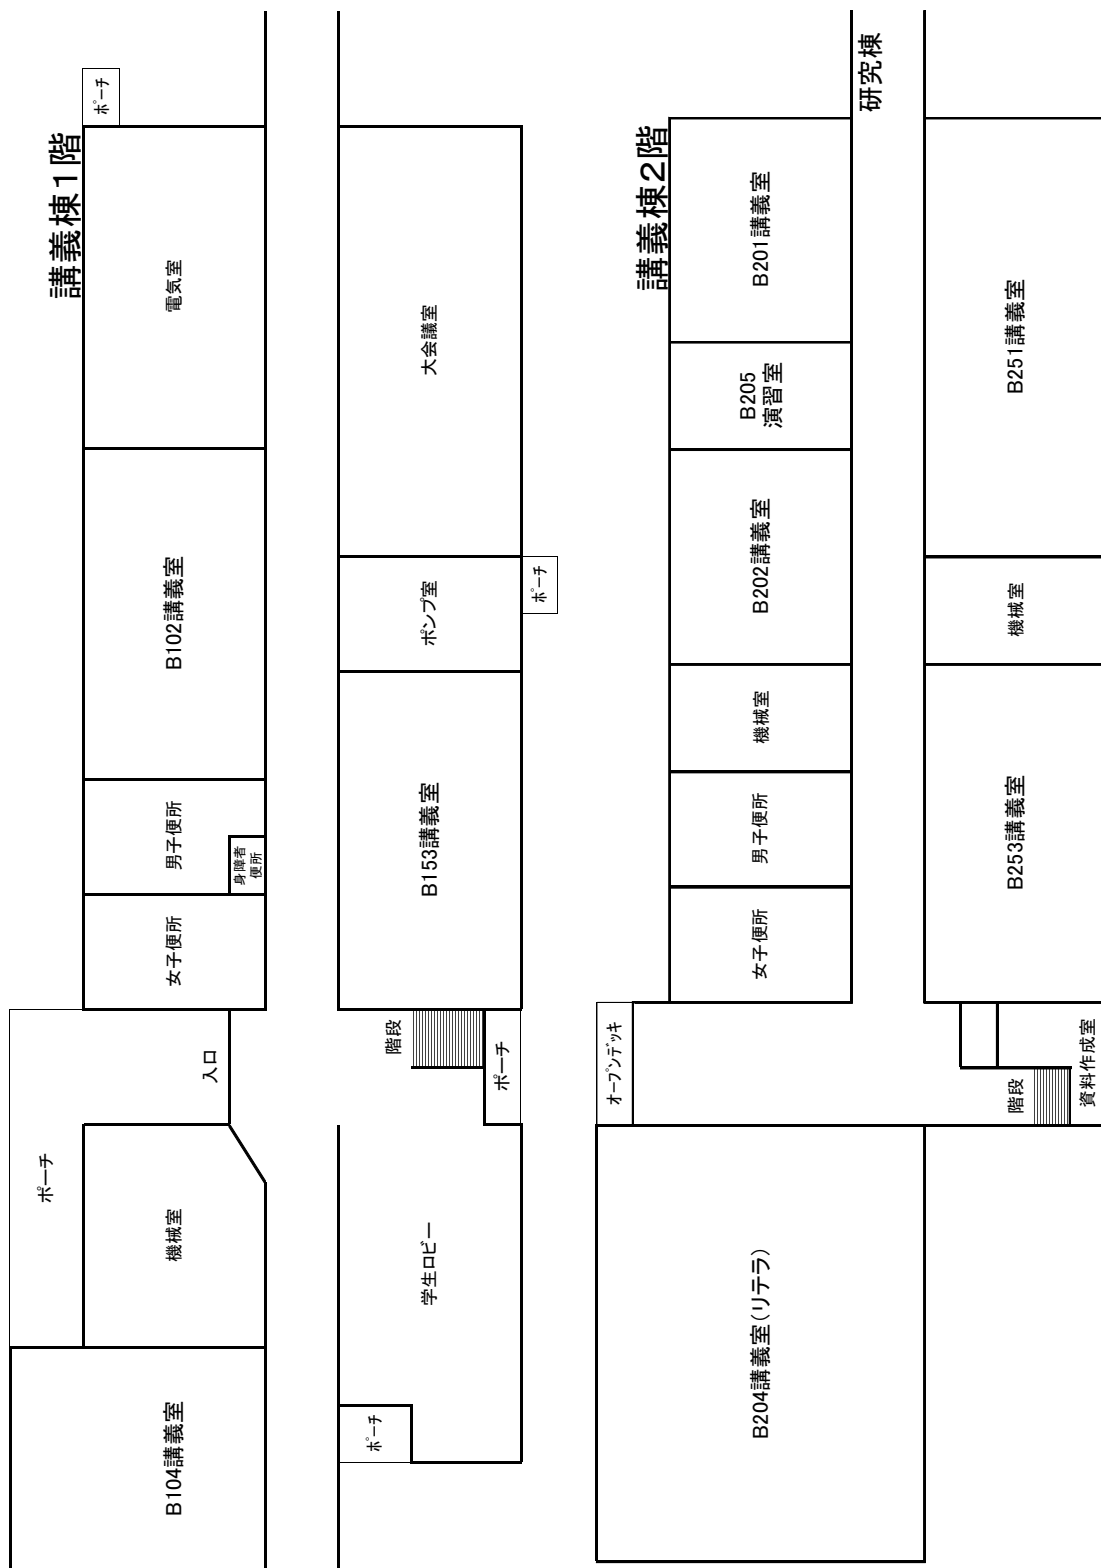 講義棟1階
B104講義室
機械室
ポーチ
入口
女子便所
男子便所
身障者
便所
B102講義室
電気室
ポーチ
ポーチ
学生ロビー
階段
ポーチ
B153講義室
ポンプ室
ポーチ
大会議室
講義棟2階
B204講義室(リテラ)
オープンデッキ
女子便所
男子便所
機械室
B202講義室
B205
演習室
B201講義室
研究棟
階段
資料作成室
B253講義室
機械室
B251講義室